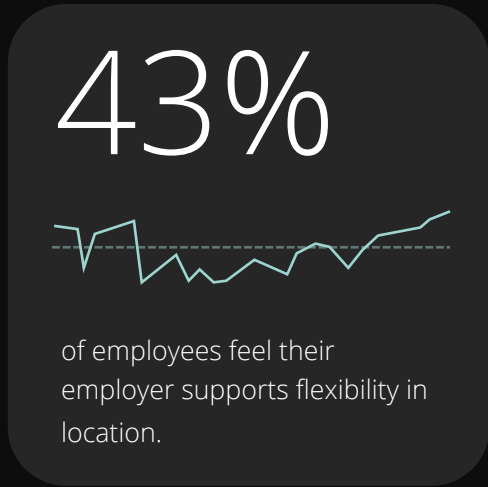 43%
of employees feel their
employer supports flexibility in
location.